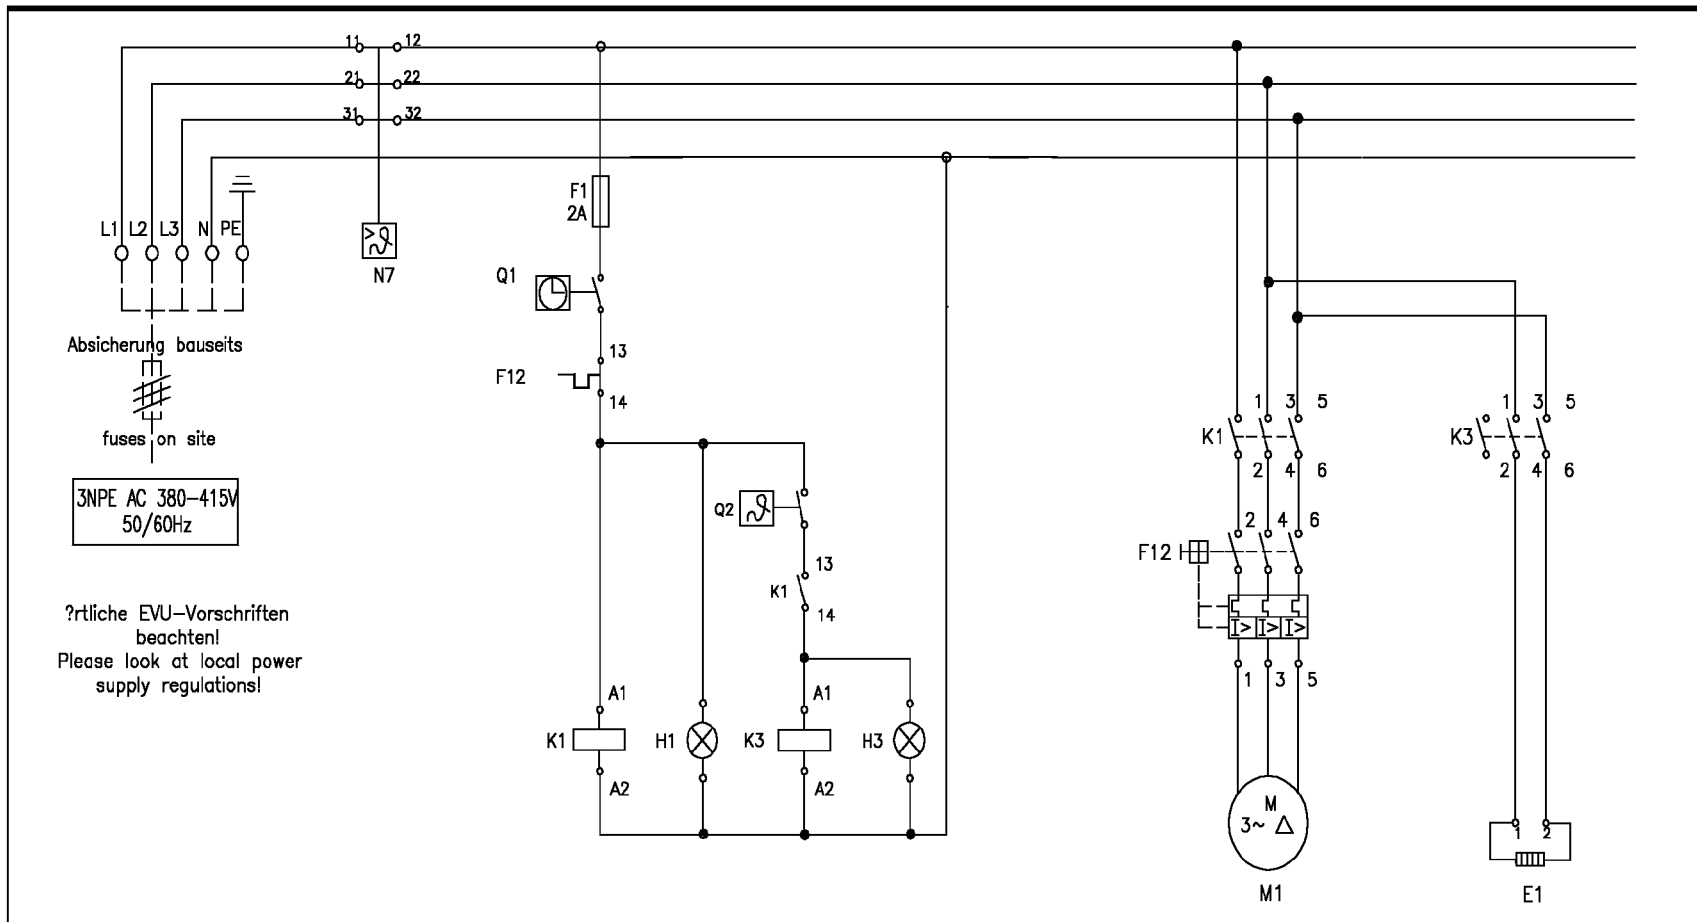 11 12
21 22
31 32
F1
2A
L1 L2 L3 N PE
N7
Q1
Absicherung bauseits
fuses on site
3NPE AC 380-415V
50/60Hz
?rtliche EVU-Vorschriften
beachten!
Please look at local power
supply regulations!
13
F12
14
Q2
13
K1
14
A1
A1
K1
H1
K3
H3
A2
A2
1 3 5
K1
2 4 6
2 4 6
F12
I> I> I>
1 3 5
M
3~ △
M1
1 3 5
K3
2 4 6
1 2
E1